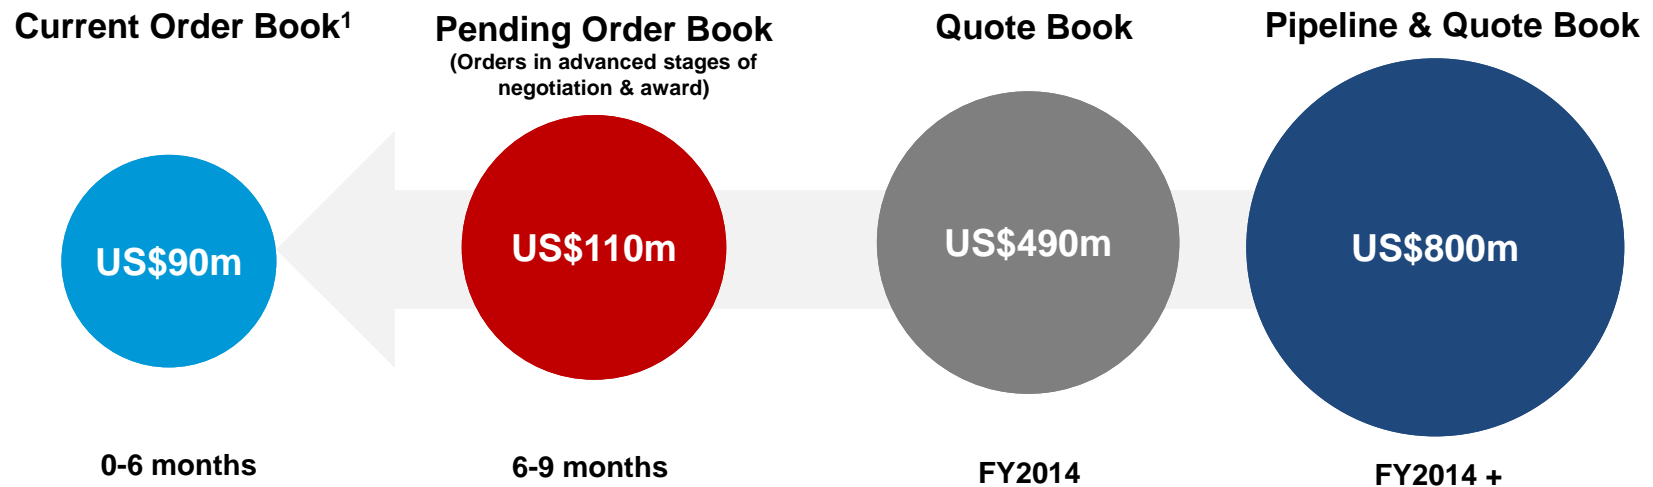 Current Order Book¹
Pending Order Book
(Orders in advanced stages of
negotiation & award)
Quote Book
Pipeline & Quote Book
US$90m
US$110m
US$490m
US$800m
0-6 months
6-9 months
FY2014
FY2014 +